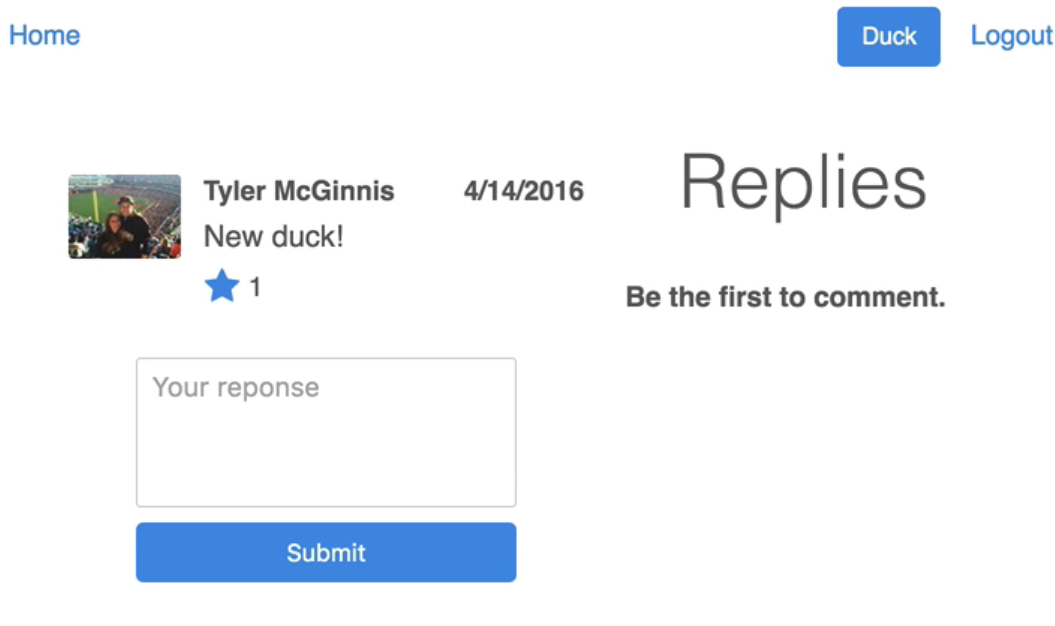 Home
Duck
Logout
Tyler McGinnis
4/14/2016
New duck!
1
Your reponse
Submit
Replies
Be the first to comment.